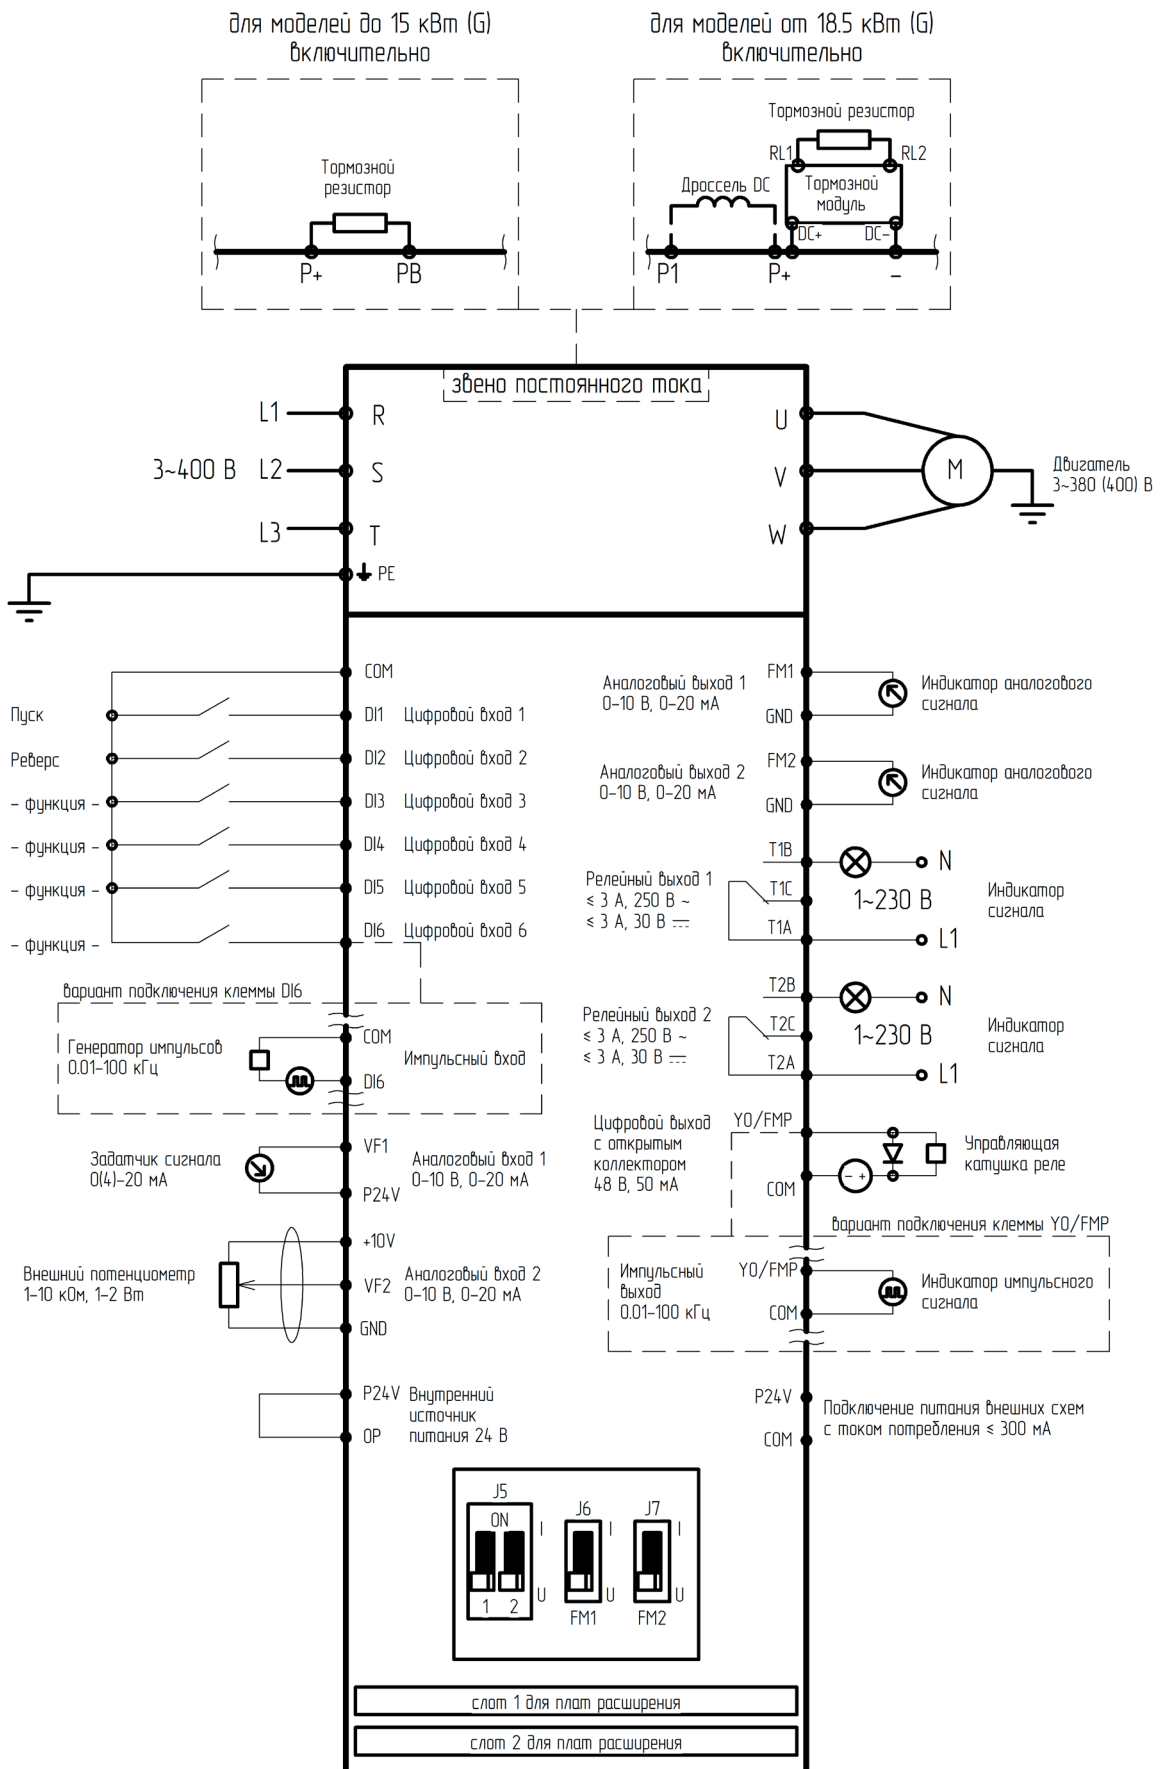 для моделей до 15 кВт (G)
включительно
для моделей от 18.5 кВт (G)
включительно
Тормозной
резистор
P+
PB
Тормозной резистор
RL1
RL2
Дроссель DC
Тормозной
модуль
DC+
DC-
P1
P+
-
звено постоянного тока
L1
R
3~400 В
L2
S
L3
T
PE
U
V
W
M
Двигатель
3~380 (400) В
COM
Пуск
DI1
Цифровой вход 1
Реверс
DI2
Цифровой вход 2
- функция -
DI3
Цифровой вход 3
- функция -
DI4
Цифровой вход 4
- функция -
DI5
Цифровой вход 5
- функция -
DI6
Цифровой вход 6
вариант подключения клеммы DI6
Генератор импульсов
0.01-100 кГц
COM
Импульсный вход
DI6
Задатчик сигнала
0(4)-20 мА
VF1
Аналоговый вход 1
0-10 В, 0-20 мА
P24V
+10V
Внешний потенциометр
1-10 кОм, 1-2 Вт
VF2
Аналоговый вход 2
0-10 В, 0-20 мА
GND
P24V
Внутренний
источник
питания 24 В
OP
Аналоговый выход 1
0-10 В, 0-20 мА
FM1
GND
Индикатор аналогового
сигнала
Аналоговый выход 2
0-10 В, 0-20 мА
FM2
GND
Индикатор аналогового
сигнала
Релейный выход 1
≤ 3 А, 250 В ~
≤ 3 А, 30 В ⎓
T1B
T1C
T1A
N
1~230 В
L1
Индикатор
сигнала
Релейный выход 2
≤ 3 А, 250 В ~
≤ 3 А, 30 В ⎓
T2B
T2C
T2A
N
1~230 В
L1
Индикатор
сигнала
Цифровой выход
с открытым
коллектором
48 В, 50 мА
YO/FMP
COM
- +
Управляющая
катушка реле
вариант подключения клеммы YO/FMP
Импульсный
выход
0.01-100 кГц
YO/FMP
COM
Индикатор импульсного
сигнала
P24V
COM
Подключение питания внешних схем
с током потребления ≤ 300 мА
J5
ON
I
U
1 2
J6
I
U
FM1
J7
I
U
FM2
слот 1 для плат расширения
слот 2 для плат расширения